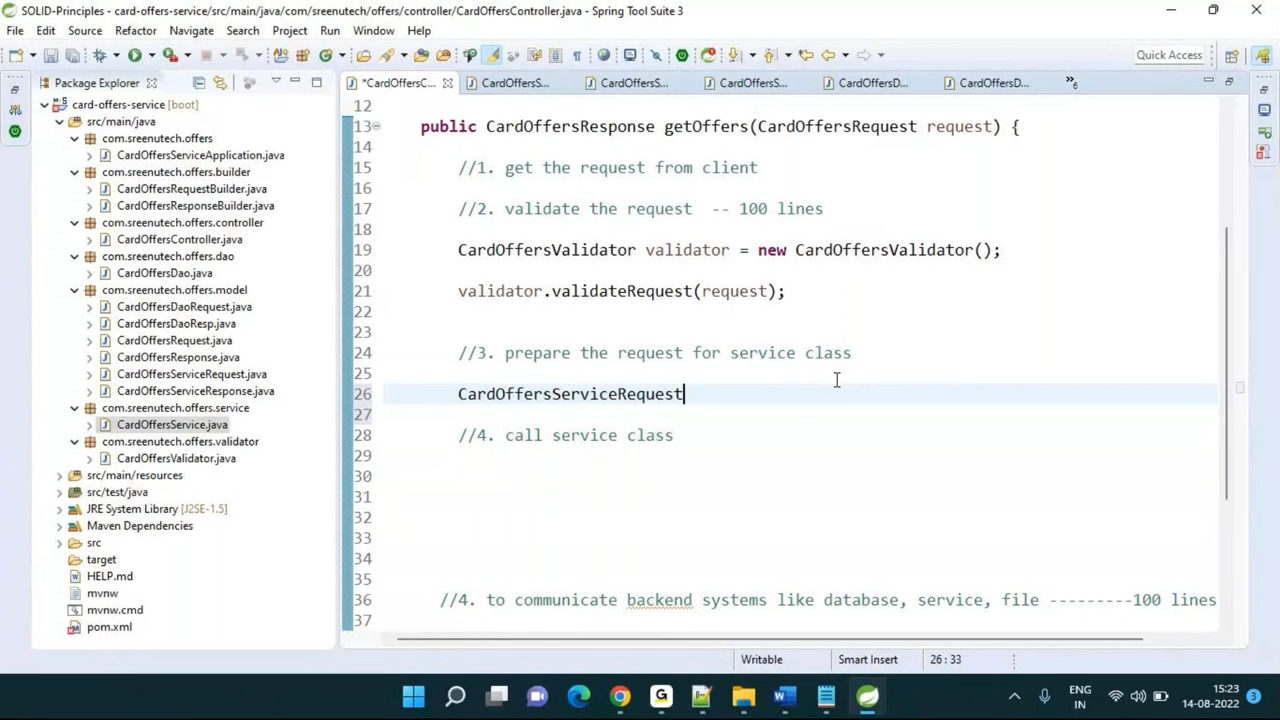 SOLID-Principles - card-offers-service/src/main/java/com/sreenutech/offers/controller/CardOffersController.java - Spring Tool Suite 3
File Edit Source Refactor Navigate Search Project Run Window Help
Quick Access
Package Explorer
*CardOffersC... CardOffersS... CardOffersS... CardOffersS... CardOffersD... CardOffersD... »6
card-offers-service [boot]
src/main/java
com.sreenutech.offers
CardOffersServiceApplication.java
com.sreenutech.offers.builder
CardOffersRequestBuilder.java
CardOffersResponseBuilder.java
com.sreenutech.offers.controller
CardOffersController.java
com.sreenutech.offers.dao
CardOffersDao.java
com.sreenutech.offers.model
CardOffersDaoRequest.java
CardOffersDaoResp.java
CardOffersRequest.java
CardOffersResponse.java
CardOffersServiceRequest.java
CardOffersServiceResponse.java
com.sreenutech.offers.service
CardOffersService.java
com.sreenutech.offers.validator
CardOffersValidator.java
src/main/resources
src/test/java
JRE System Library [J2SE-1.5]
Maven Dependencies
src
target
HELP.md
mvnw
mvnw.cmd
pom.xml
12
13 public CardOffersResponse getOffers(CardOffersRequest request) {
14
15 //1. get the request from client
16
17 //2. validate the request -- 100 lines
18
19 CardOffersValidator validator = new CardOffersValidator();
20
21 validator.validateRequest(request);
22
23
24 //3. prepare the request for service class
25
26 CardOffersServiceRequest
27
28 //4. call service class
29
30
31
32
33
34
35
36 //4. to communicate backend systems like database, service, file ---------100 lines
37
Writable Smart Insert 26 : 33
ENG
IN
15:23
14-08-2022
3